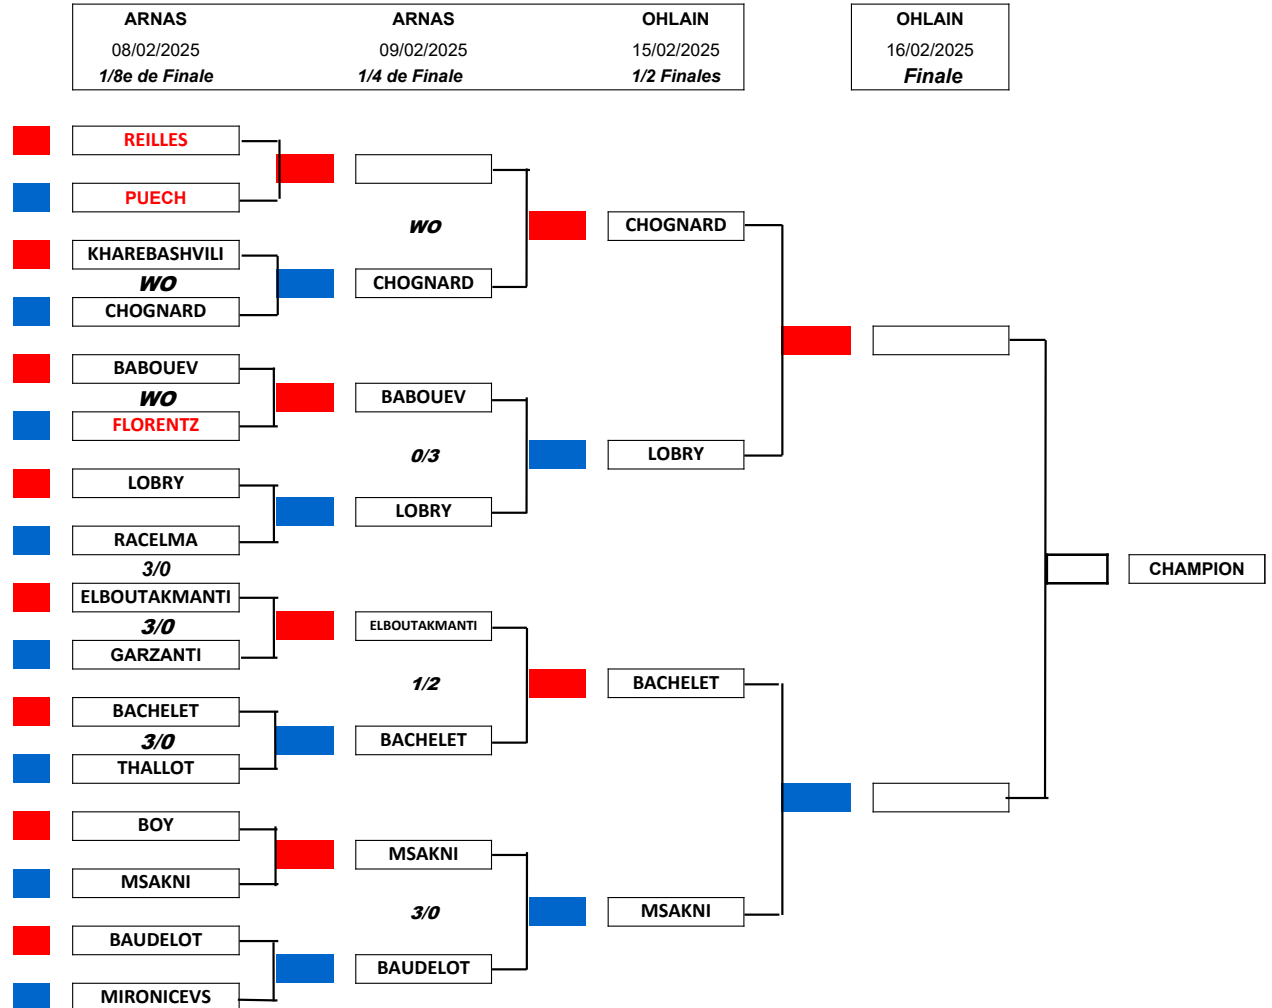 ARNAS ARNAS OHLAIN OHLAIN
08/02/2025 09/02/2025 15/02/2025 16/02/2025
1/8e de Finale 1/4 de Finale 1/2 Finales Finale
REILLES
PUECH
WO CHOGNARD
KHAREBASHVILI
WO CHOGNARD
CHOGNARD
BABOUEV
WO BABOUEV
FLORENTZ
0/3 LOBRY
LOBRY
LOBRY
RACELMA
3/0 CHAMPION
ELBOUTAKMANTI
3/0 ELBOUTAKMANTI
GARZANTI
1/2 BACHELET
BACHELET
3/0 BACHELET
THALLOT
BOY
MSAKNI
MSAKNI
3/0 MSAKNI
BAUDELOT
BAUDELOT
MIRONICEVS